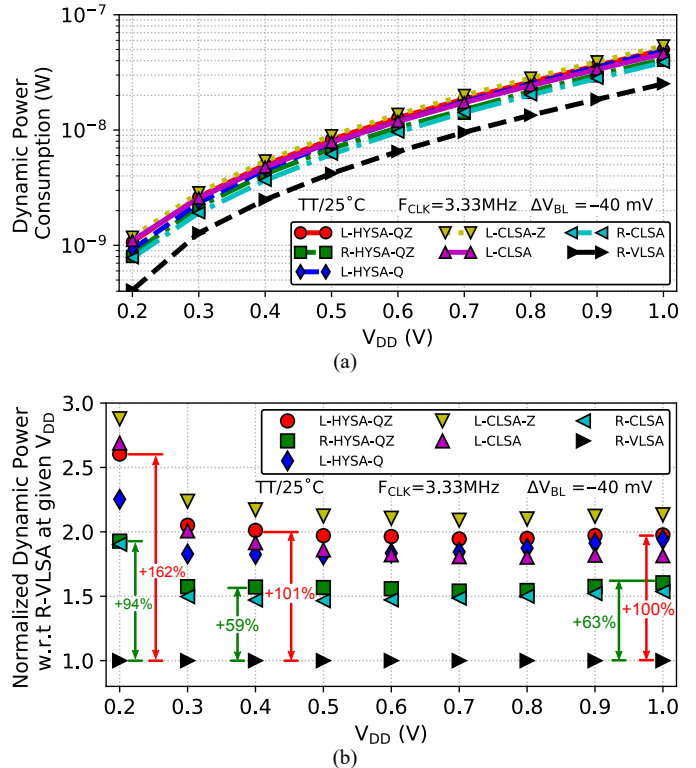 10⁻⁷
10⁻⁸
10⁻⁹
Dynamic Power
Consumption (W)
TT/25˚C F_CLK=3.33MHz ΔV_BL =−40 mV
L-HYSA-QZ L-CLSA-Z R-CLSA
R-HYSA-QZ L-CLSA R-VLSA
L-HYSA-Q
0.2 0.3 0.4 0.5 0.6 0.7 0.8 0.9 1.0
V_DD (V)
(a)
Normalized Dynamic Power
w.r.t R-VLSA at given V_DD
3.0
2.5
2.0
1.5
1.0
L-HYSA-QZ L-CLSA-Z R-CLSA
R-HYSA-QZ L-CLSA R-VLSA
L-HYSA-Q
TT/25˚C F_CLK=3.33MHz ΔV_BL =−40 mV
+94% +162% +59% +101% +63% +100%
0.2 0.3 0.4 0.5 0.6 0.7 0.8 0.9 1.0
V_DD (V)
(b)